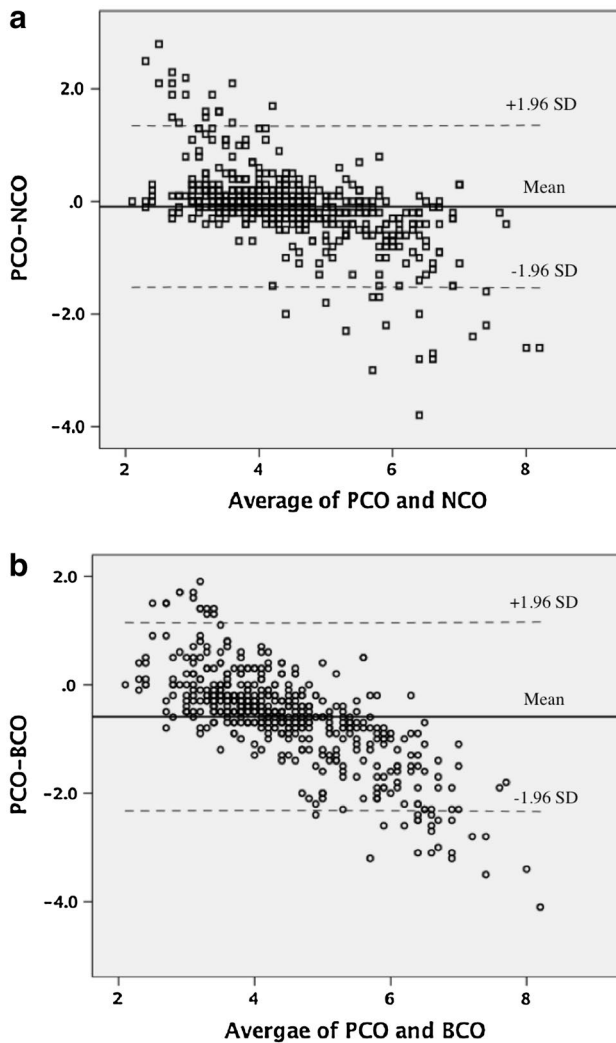 a
2.0
+1.96 SD
Mean
.0
-1.96 SD
-2.0
-4.0
PCO-NCO
2 4 6 8
Average of PCO and NCO
b
2.0
+1.96 SD
.0
Mean
-2.0
-1.96 SD
-4.0
PCO-BCO
2 4 6 8
Avergae of PCO and BCO